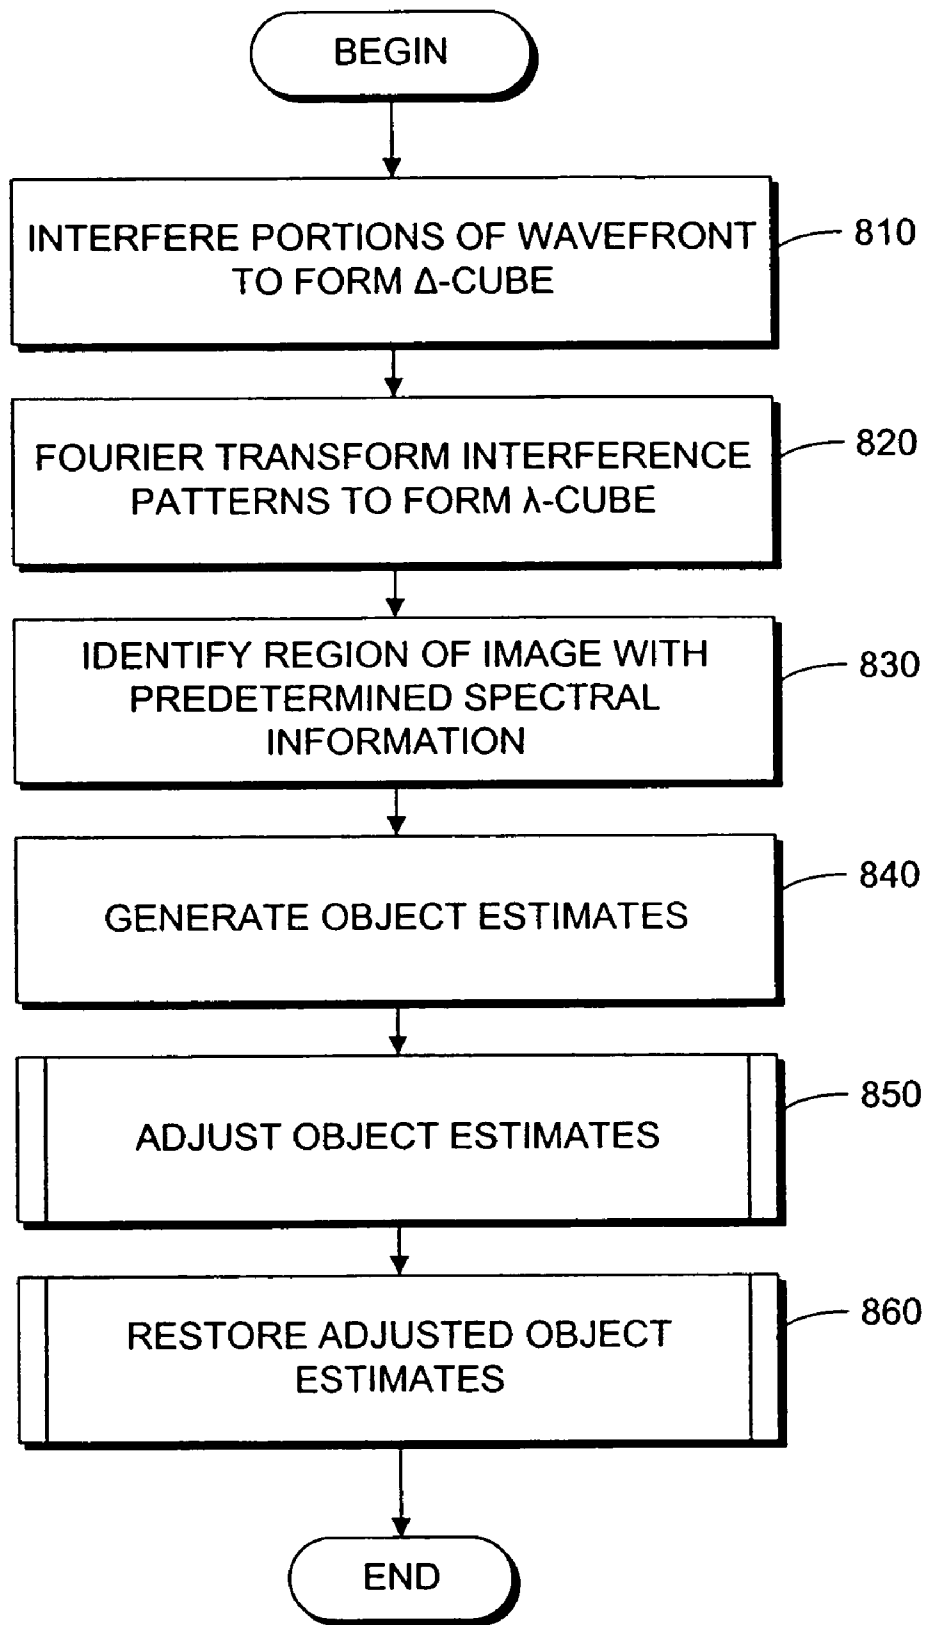 BEGIN
INTERFERE PORTIONS OF WAVEFRONT
TO FORM Δ-CUBE
810
FOURIER TRANSFORM INTERFERENCE
PATTERNS TO FORM λ-CUBE
820
IDENTIFY REGION OF IMAGE WITH
PREDETERMINED SPECTRAL
INFORMATION
830
GENERATE OBJECT ESTIMATES
840
ADJUST OBJECT ESTIMATES
850
RESTORE ADJUSTED OBJECT
ESTIMATES
860
END